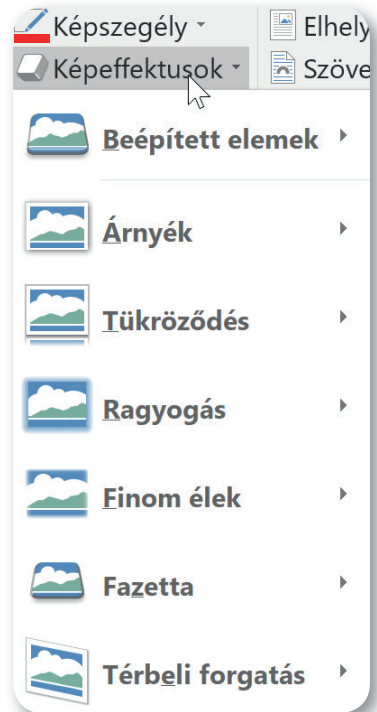 Képszegély
Elhely
Képeffektusok
Szöve
Beépített elemek
Árnyék
Tükröződés
Ragyogás
Finom élek
Fazetta
Térbeli forgatás